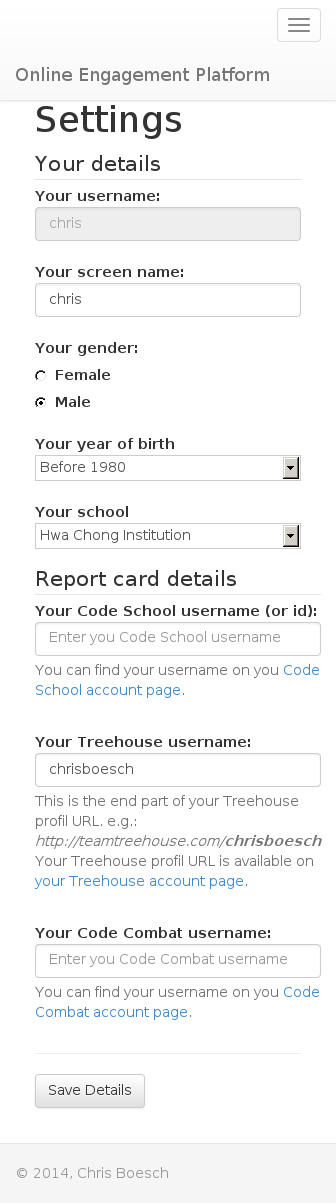 Online Engagement Platform
Settings
Your details
Your username:
chris
Your screen name:
chris
Your gender:
Female
Male
Your year of birth
Before 1980
Your school
Hwa Chong Institution
Report card details
Your Code School username (or id):
Enter you Code School username
You can find your username on you Code
School account page.
Your Treehouse username:
chrisboesch
This is the end part of your Treehouse
profil URL. e.g.:
http://teamtreehouse.com/chrisboesch
Your Treehouse profil URL is available on
your Treehouse account page.
Your Code Combat username:
Enter you Code Combat username
You can find your username on you Code
Combat account page.
Save Details
© 2014, Chris Boesch